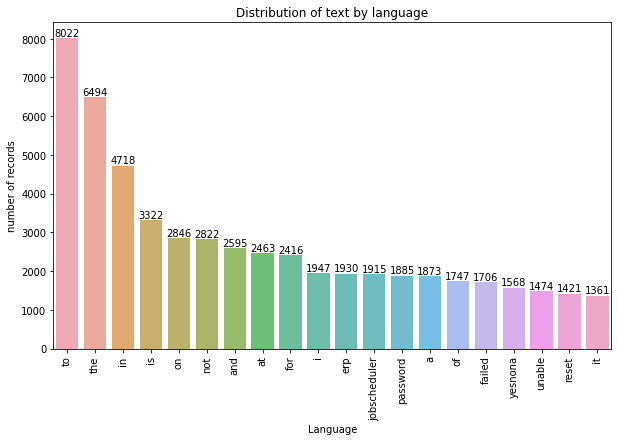 Distribution of text by language
number of records
8000
7000
6000
5000
4000
3000
2000
1000
0
8022
6494
4718
3322
2846
2822
2595
2463
2416
1947
1930
1915
1885
1873
1747
1706
1568
1474
1421
1361
to
the
in
is
on
not
and
at
for
i
erp
jobscheduler
password
a
of
failed
yesnona
unable
reset
it
Language